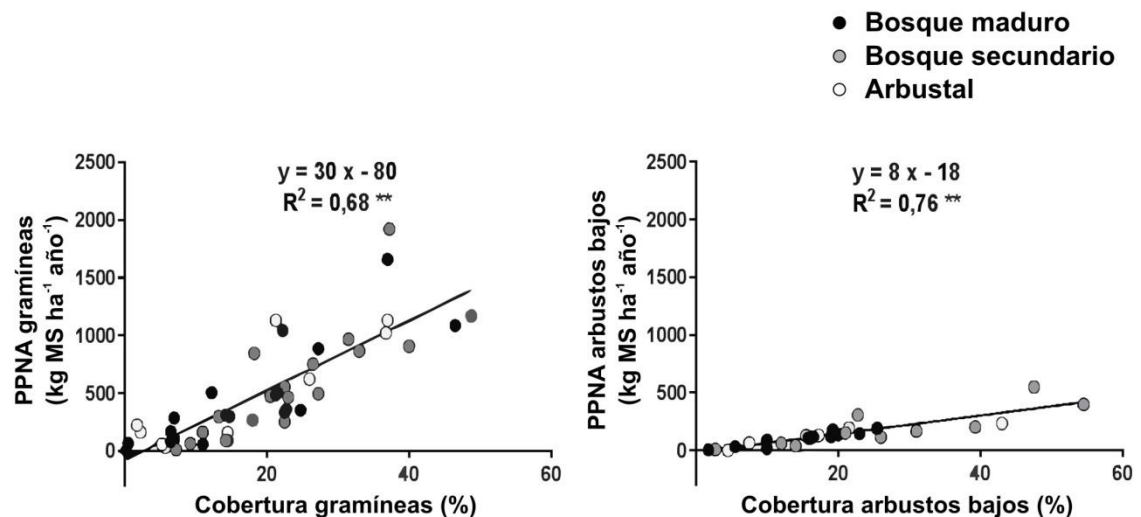 Bosque maduro
Bosque secundario
Arbustal
y = 30 x - 80
R² = 0,68 **
2500
2000
1500
1000
500
0
20
40
60
PPNA gramíneas
(kg MS ha⁻¹ año⁻¹)
Cobertura gramíneas (%)
y = 8 x - 18
R² = 0,76 **
2500
2000
1500
1000
500
0
20
40
60
PPNA arbustos bajos
(kg MS ha⁻¹ año⁻¹)
Cobertura arbustos bajos (%)